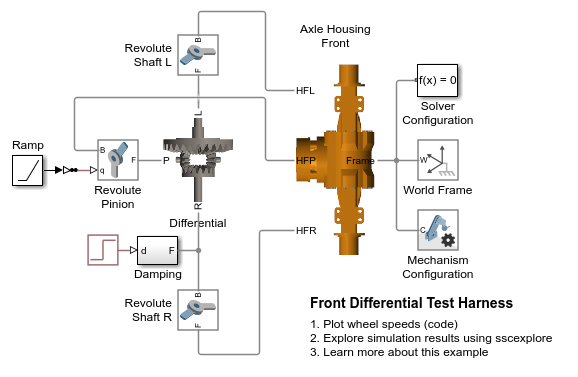 Axle Housing
Front
Revolute
Shaft L
B
F
HFL
f(x) = 0
Solver
Configuration
Ramp
B
q
F
Revolute
Pinion
P
L
R
Differential
HFP
Frame
W
World Frame
HFR
d
F
Damping
C
Mechanism
Configuration
Revolute
Shaft R
B
F
Front Differential Test Harness
1. Plot wheel speeds (code)
2. Explore simulation results using sscexplore
3. Learn more about this example